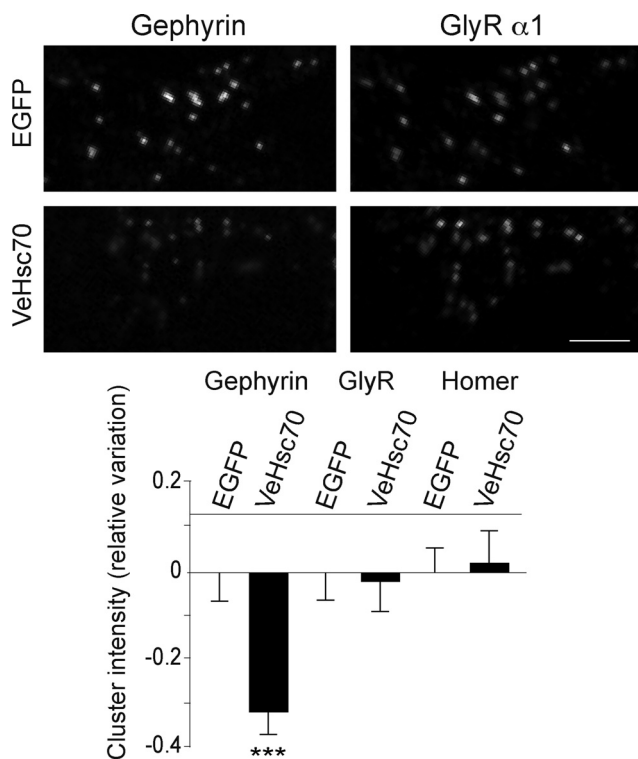 Gephyrin GlyR α1
EGFP
VeHsc70
Gephyrin GlyR Homer
EGFP VeHsc70 EGFP VeHsc70 EGFP VeHsc70
Cluster intensity (relative variation)
0.2
0
-0.2
-0.4
***